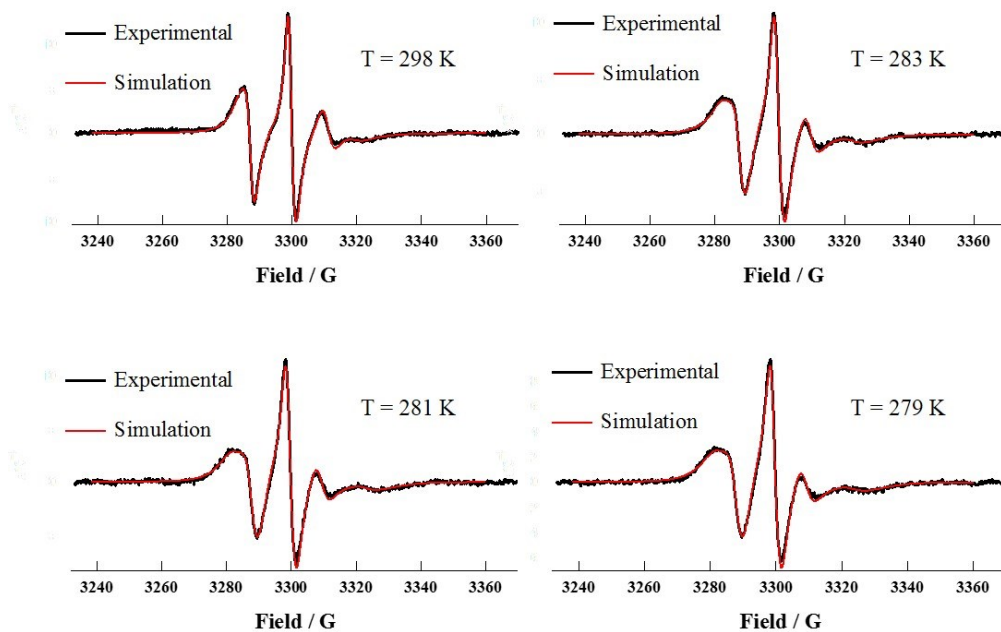 Experimental
Simulation
T = 298 K
3240 3260 3280 3300 3320 3340 3360
Field / G
Experimental
Simulation
T = 283 K
3240 3260 3280 3300 3320 3340 3360
Field / G
Experimental
Simulation
T = 281 K
3240 3260 3280 3300 3320 3340 3360
Field / G
Experimental
Simulation
T = 279 K
3240 3260 3280 3300 3320 3340 3360
Field / G